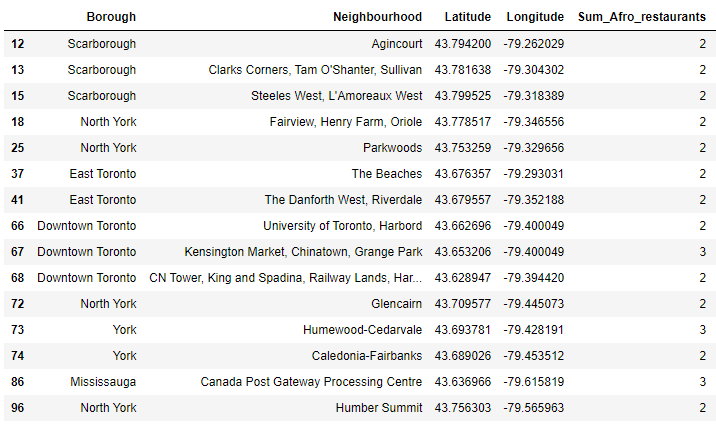 Borough Neighbourhood Latitude Longitude Sum_Afro_restaurants
12 Scarborough Agincourt 43.794200 -79.262029 2
13 Scarborough Clarks Corners, Tam O'Shanter, Sullivan 43.781638 -79.304302 2
15 Scarborough Steeles West, L'Amoreaux West 43.799525 -79.318389 2
18 North York Fairview, Henry Farm, Oriole 43.778517 -79.346556 2
25 North York Parkwoods 43.753259 -79.329656 2
37 East Toronto The Beaches 43.676357 -79.293031 2
41 East Toronto The Danforth West, Riverdale 43.679557 -79.352188 2
66 Downtown Toronto University of Toronto, Harbord 43.662696 -79.400049 2
67 Downtown Toronto Kensington Market, Chinatown, Grange Park 43.653206 -79.400049 3
68 Downtown Toronto CN Tower, King and Spadina, Railway Lands, Har... 43.628947 -79.394420 2
72 North York Glencairn 43.709577 -79.445073 2
73 York Humewood-Cedarvale 43.693781 -79.428191 3
74 York Caledonia-Fairbanks 43.689026 -79.453512 2
86 Mississauga Canada Post Gateway Processing Centre 43.636966 -79.615819 3
96 North York Humber Summit 43.756303 -79.565963 2